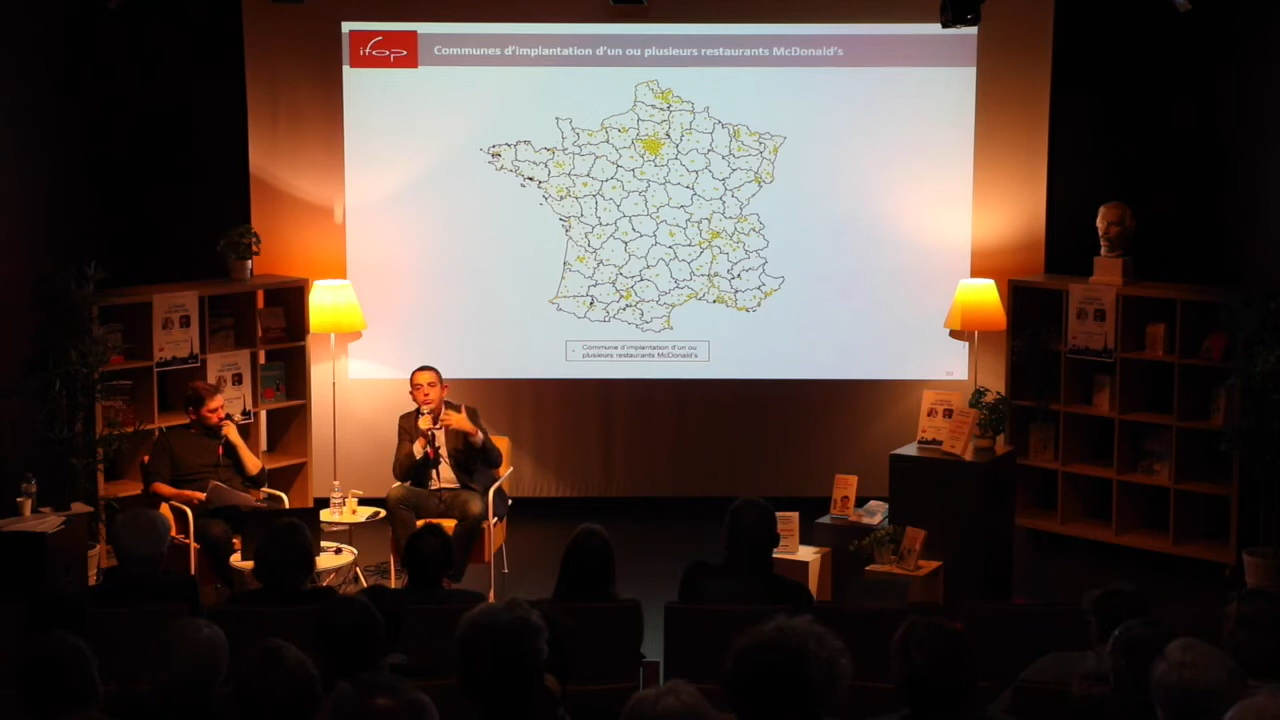 ifop
Communes d'implantation d'un ou plusieurs restaurants McDonald's
Commune d'implantation d'un ou
plusieurs restaurants McDonald's